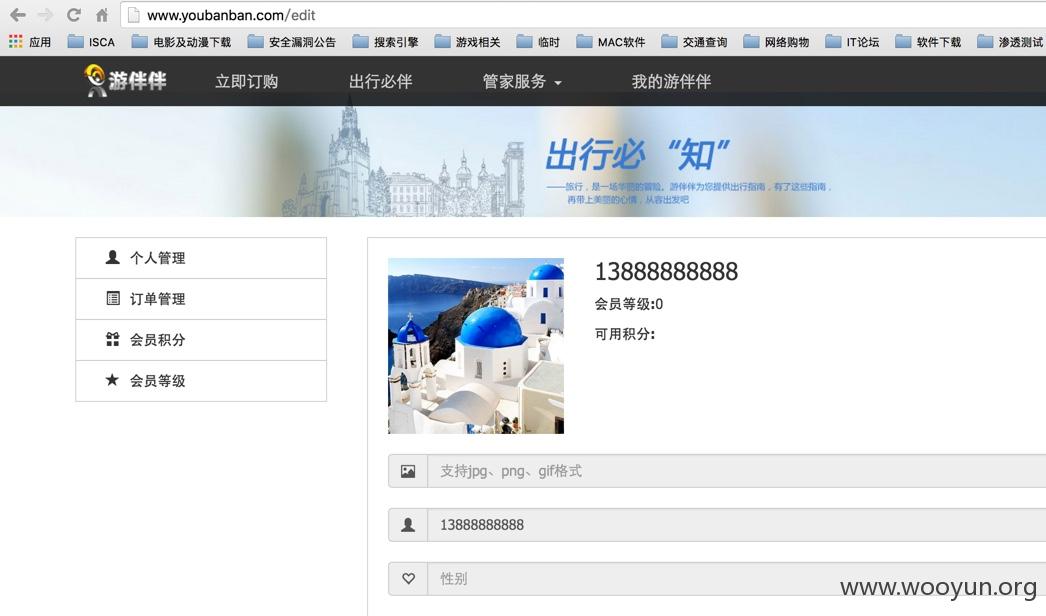 www.youbanban.com/edit
应用 ISCA 电影及动漫下载 安全漏洞公告 搜索引擎 游戏相关 临时 MAC软件 交通查询 网络购物 IT论坛 软件下载 渗透测试
游伴伴 立即订购 出行必伴 管家服务 我的游伴伴
出行必“知”
——旅行，是一场华丽的冒险。游伴伴为您提供出行指南，有了这些指南，
再带上美丽的心情，从容出发吧
个人管理
订单管理
会员积分
会员等级
13888888888
会员等级:0
可用积分:
支持jpg、png、gif格式
13888888888
性别
www.wooyun.org